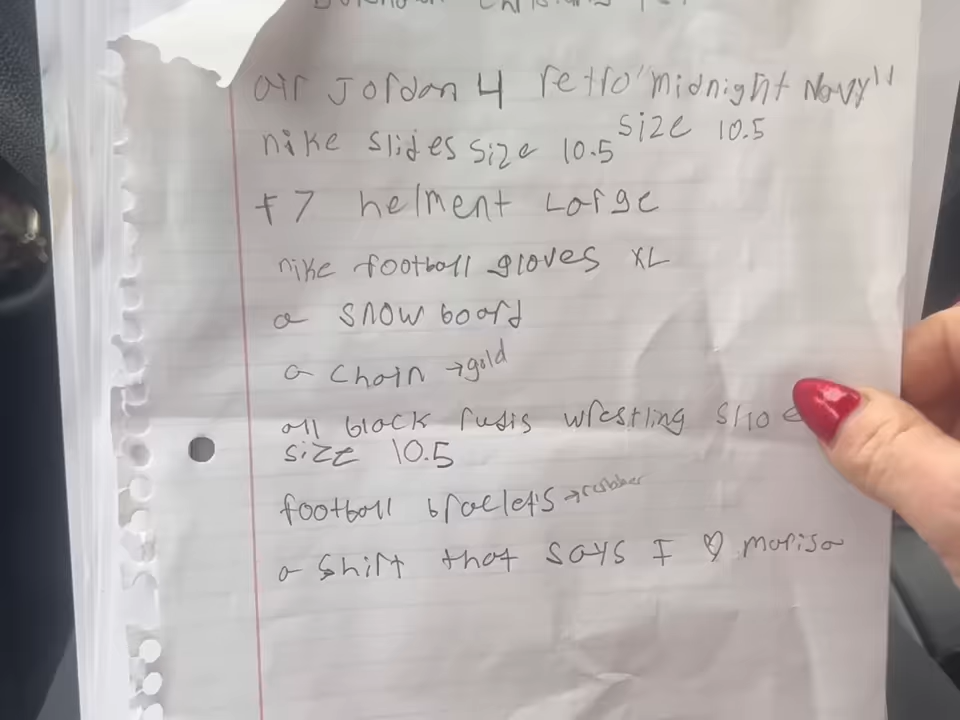 air Jordan 4 retro "midnight Navy"
size 10.5
nike slides size 10.5
f7 helment Large
nike football gloves XL
a snow board
a chain →gold
all black rudis wrestling shoe
size 10.5
football braclets →rubber
a shirt that says I ♡ marisa